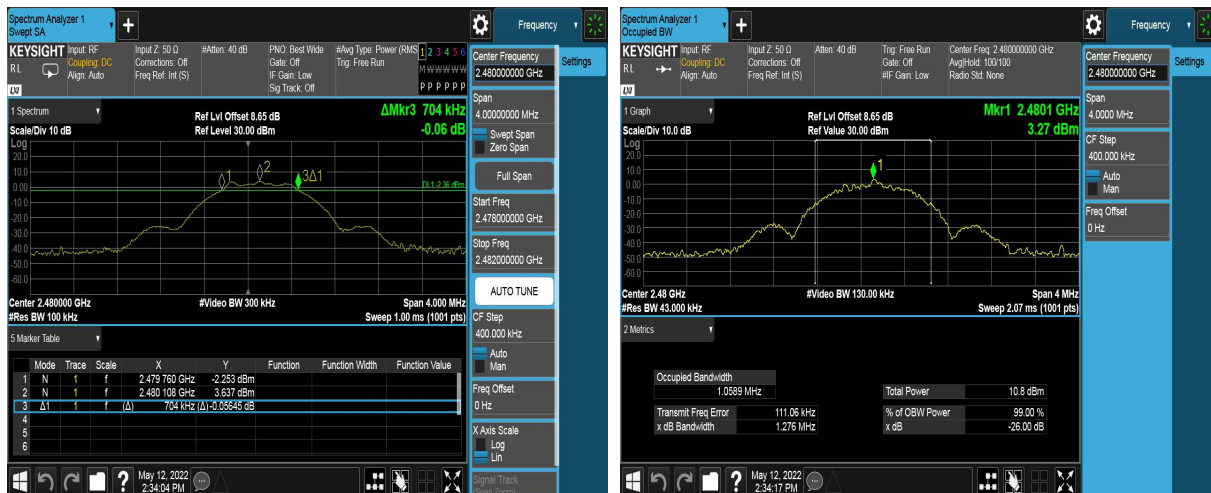 Spectrum Analyzer 1
Swept SA
Frequency
KEYSIGHT
RL
Input: RF
Coupling: DC
Align: Auto
Input Z: 50 Ω
Corrections: Off
Freq Ref: Int (S)
#Atten: 40 dB
PNO: Best Wide
Gate: Off
IF Gain: Low
Sig Track: Off
#Avg Type: Power (RMS
Trig: Free Run
1 2 3 4 5 6
M W W W W W
P P P P P P
LXI
Center Frequency
2.480000000 GHz
Settings
Span
4.00000000 MHz
Swept Span
Zero Span
Full Span
Start Freq
2.478000000 GHz
Stop Freq
2.482000000 GHz
AUTO TUNE
CF Step
400.000 kHz
Auto
Man
Freq Offset
0 Hz
X Axis Scale
Log
Lin
Signal Track
(Span Zoom)
1 Spectrum
Scale/Div 10 dB
Ref Lvl Offset 8.65 dB
Ref Level 30.00 dBm
ΔMkr3 704 kHz
-0.06 dB
Log
20.0
10.0
0.00
-10.0
-20.0
-30.0
-40.0
-50.0
-60.0
1
2
3Δ1
DL1 -2.36 dBm
Center 2.480000 GHz
#Res BW 100 kHz
#Video BW 300 kHz
Span 4.000 MHz
Sweep 1.00 ms (1001 pts)
5 Marker Table
Mode Trace Scale X Y Function Function Width Function Value
1 N 1 f 2.479 760 GHz -2.253 dBm
2 N 1 f 2.480 108 GHz 3.637 dBm
3 Δ1 1 f (Δ) 704 kHz (Δ) -0.05645 dB
4
5
6
May 12, 2022
2:34:04 PM
Spectrum Analyzer 1
Occupied BW
Frequency
KEYSIGHT
RL
Input: RF
Coupling: DC
Align: Auto
Input Z: 50 Ω
Corrections: Off
Freq Ref: Int (S)
Atten: 40 dB
Trig: Free Run
Gate: Off
#IF Gain: Low
Center Freq: 2.480000000 GHz
Avg|Hold: 100/100
Radio Std: None
LXI
Center Frequency
2.480000000 GHz
Settings
Span
4.0000 MHz
CF Step
400.000 kHz
Auto
Man
Freq Offset
0 Hz
1 Graph
Scale/Div 10.0 dB
Ref Lvl Offset 8.65 dB
Ref Value 30.00 dBm
Mkr1 2.4801 GHz
3.27 dBm
Log
20.0
10.0
0.00
-10.0
-20.0
-30.0
-40.0
-50.0
-60.0
1
Center 2.48 GHz
#Res BW 43.000 kHz
#Video BW 130.00 kHz
Span 4 MHz
Sweep 2.07 ms (1001 pts)
2 Metrics
Occupied Bandwidth
1.0589 MHz
Total Power 10.8 dBm
Transmit Freq Error 111.06 kHz
% of OBW Power 99.00 %
x dB Bandwidth 1.276 MHz
x dB -26.00 dB
May 12, 2022
2:34:17 PM